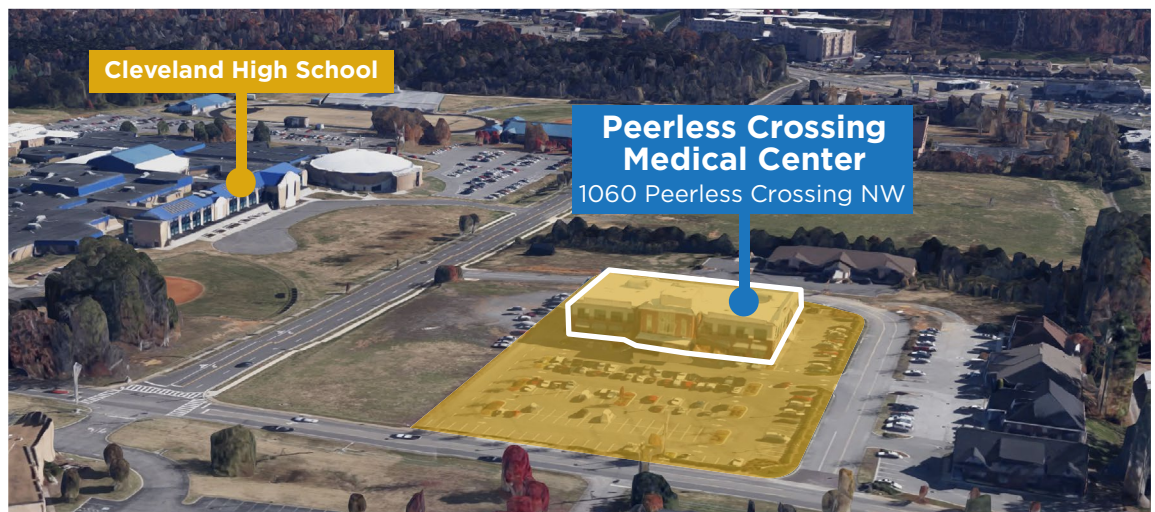 Cleveland High School
Peerless Crossing
Medical Center
1060 Peerless Crossing NW